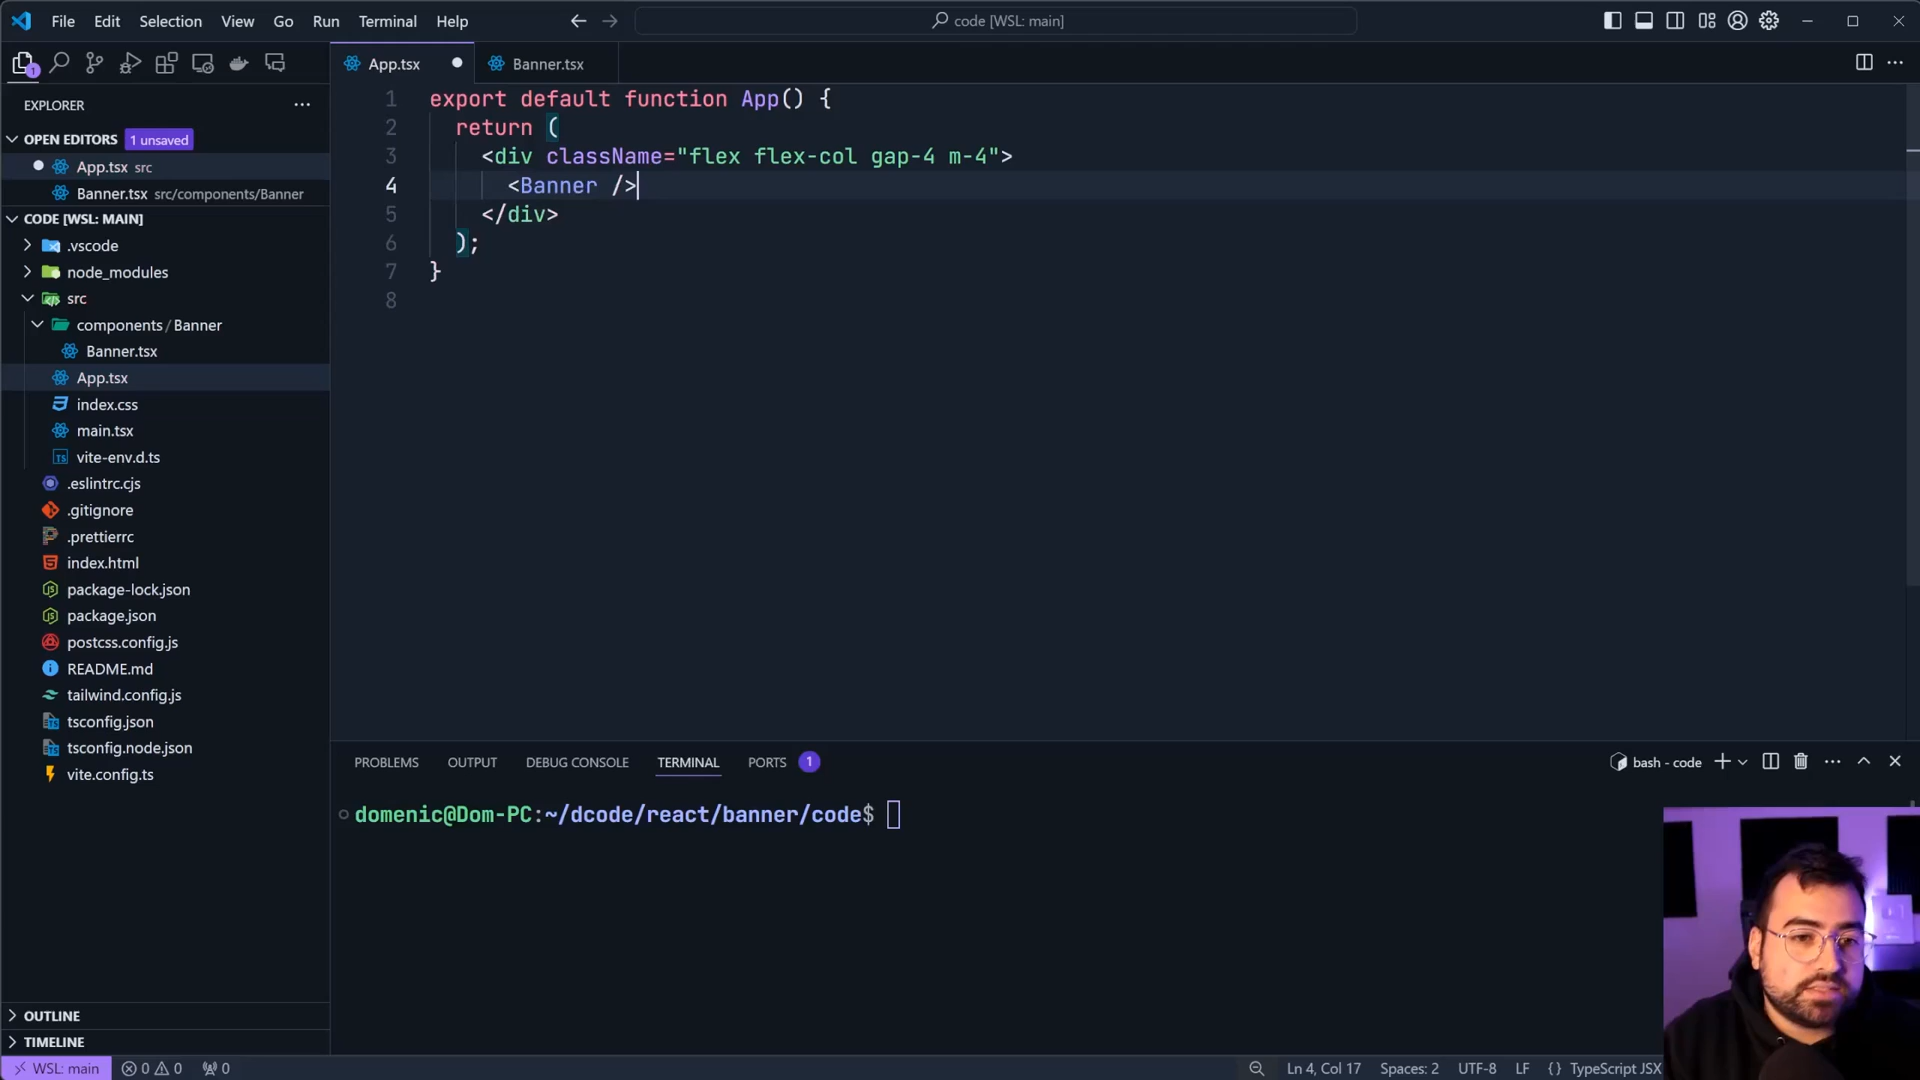 File Edit Selection View Go Run Terminal Help
code [WSL: main]
1
EXPLORER
OPEN EDITORS 1 unsaved
App.tsx src
Banner.tsx src/components/Banner
CODE [WSL: MAIN]
.vscode
node_modules
src
components / Banner
Banner.tsx
App.tsx
index.css
main.tsx
TS vite-env.d.ts
.eslintrc.cjs
.gitignore
.prettierrc
index.html
package-lock.json
package.json
postcss.config.js
README.md
tailwind.config.js
tsconfig.json
tsconfig.node.json
vite.config.ts
OUTLINE
TIMELINE
App.tsx Banner.tsx
1 export default function App() {
2 return (
3 <div className="flex flex-col gap-4 m-4">
4 <Banner />
5 </div>
6 );
7 }
8
PROBLEMS OUTPUT DEBUG CONSOLE TERMINAL PORTS 1
bash - code
domenic@Dom-PC:~/dcode/react/banner/code$
WSL: main 0 0 0
Ln 4, Col 17 Spaces: 2 UTF-8 LF {} TypeScript JSX